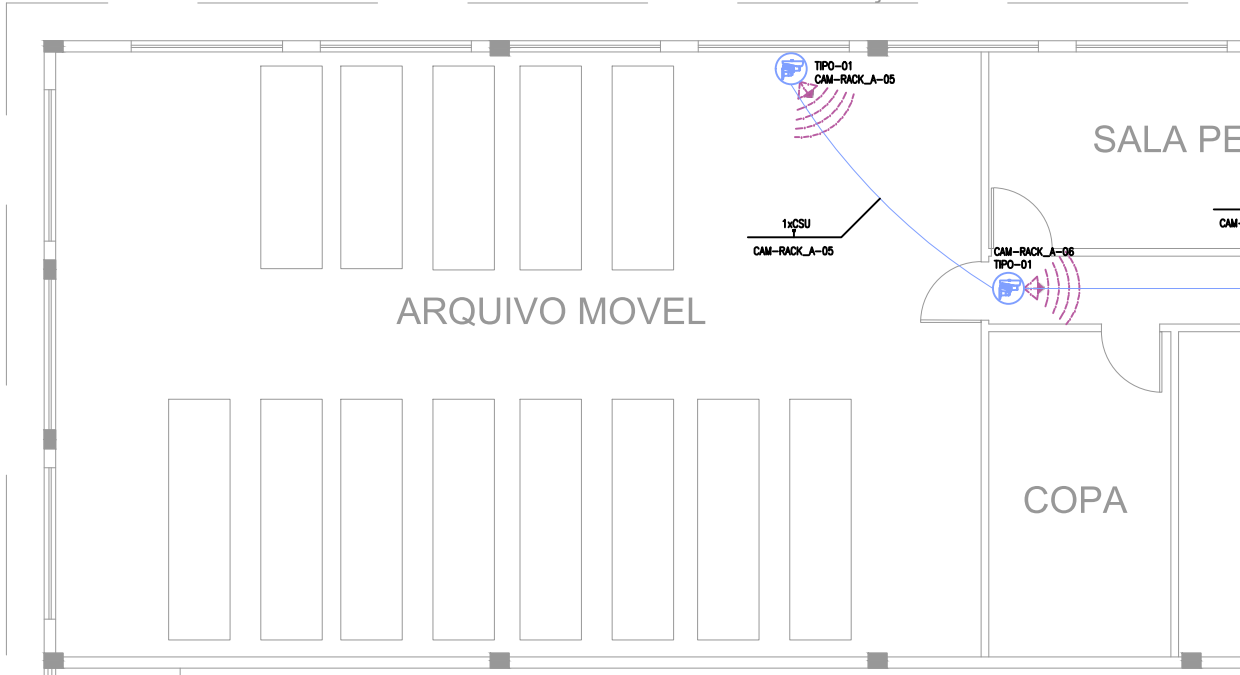 TIPO-01
CAM-RACK_A-05
SALA PE
1xCSU
CAM-RACK_A-05
CAM-
CAM-RACK_A-06
TIPO-01
ARQUIVO MOVEL
COPA